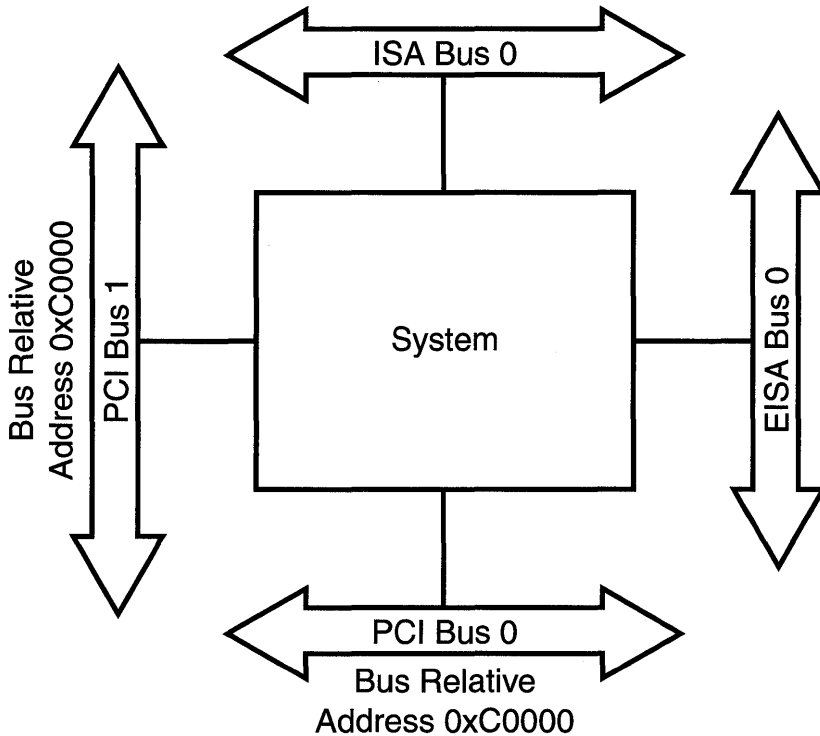 ISA Bus 0
Bus Relative
Address 0xC0000
PCI Bus 1
System
EISA Bus 0
PCI Bus 0
Bus Relative
Address 0xC0000